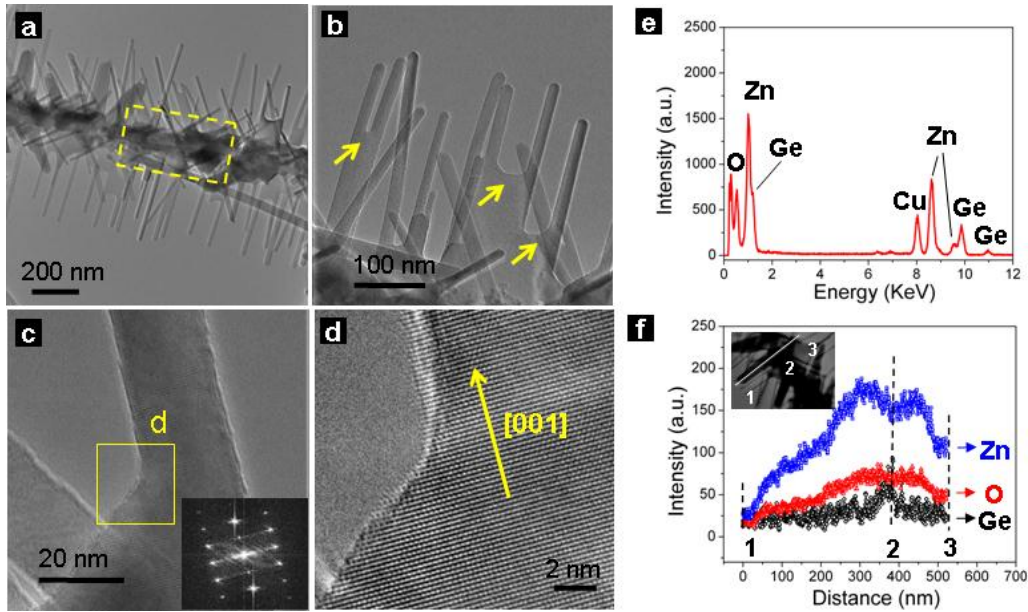 a
200 nm
b
100 nm
c
d
20 nm
d
[001]
2 nm
e
2500
2000
1500
1000
500
0
Intensity (a.u.)
O
Zn
Ge
Cu
Zn
Ge
Ge
0 2 4 6 8 10 12
Energy (KeV)
f
250
200
150
100
50
0
Intensity (a.u.)
1
2
3
Zn
O
Ge
1 2 3
0 100 200 300 400 500 600 700
Distance (nm)